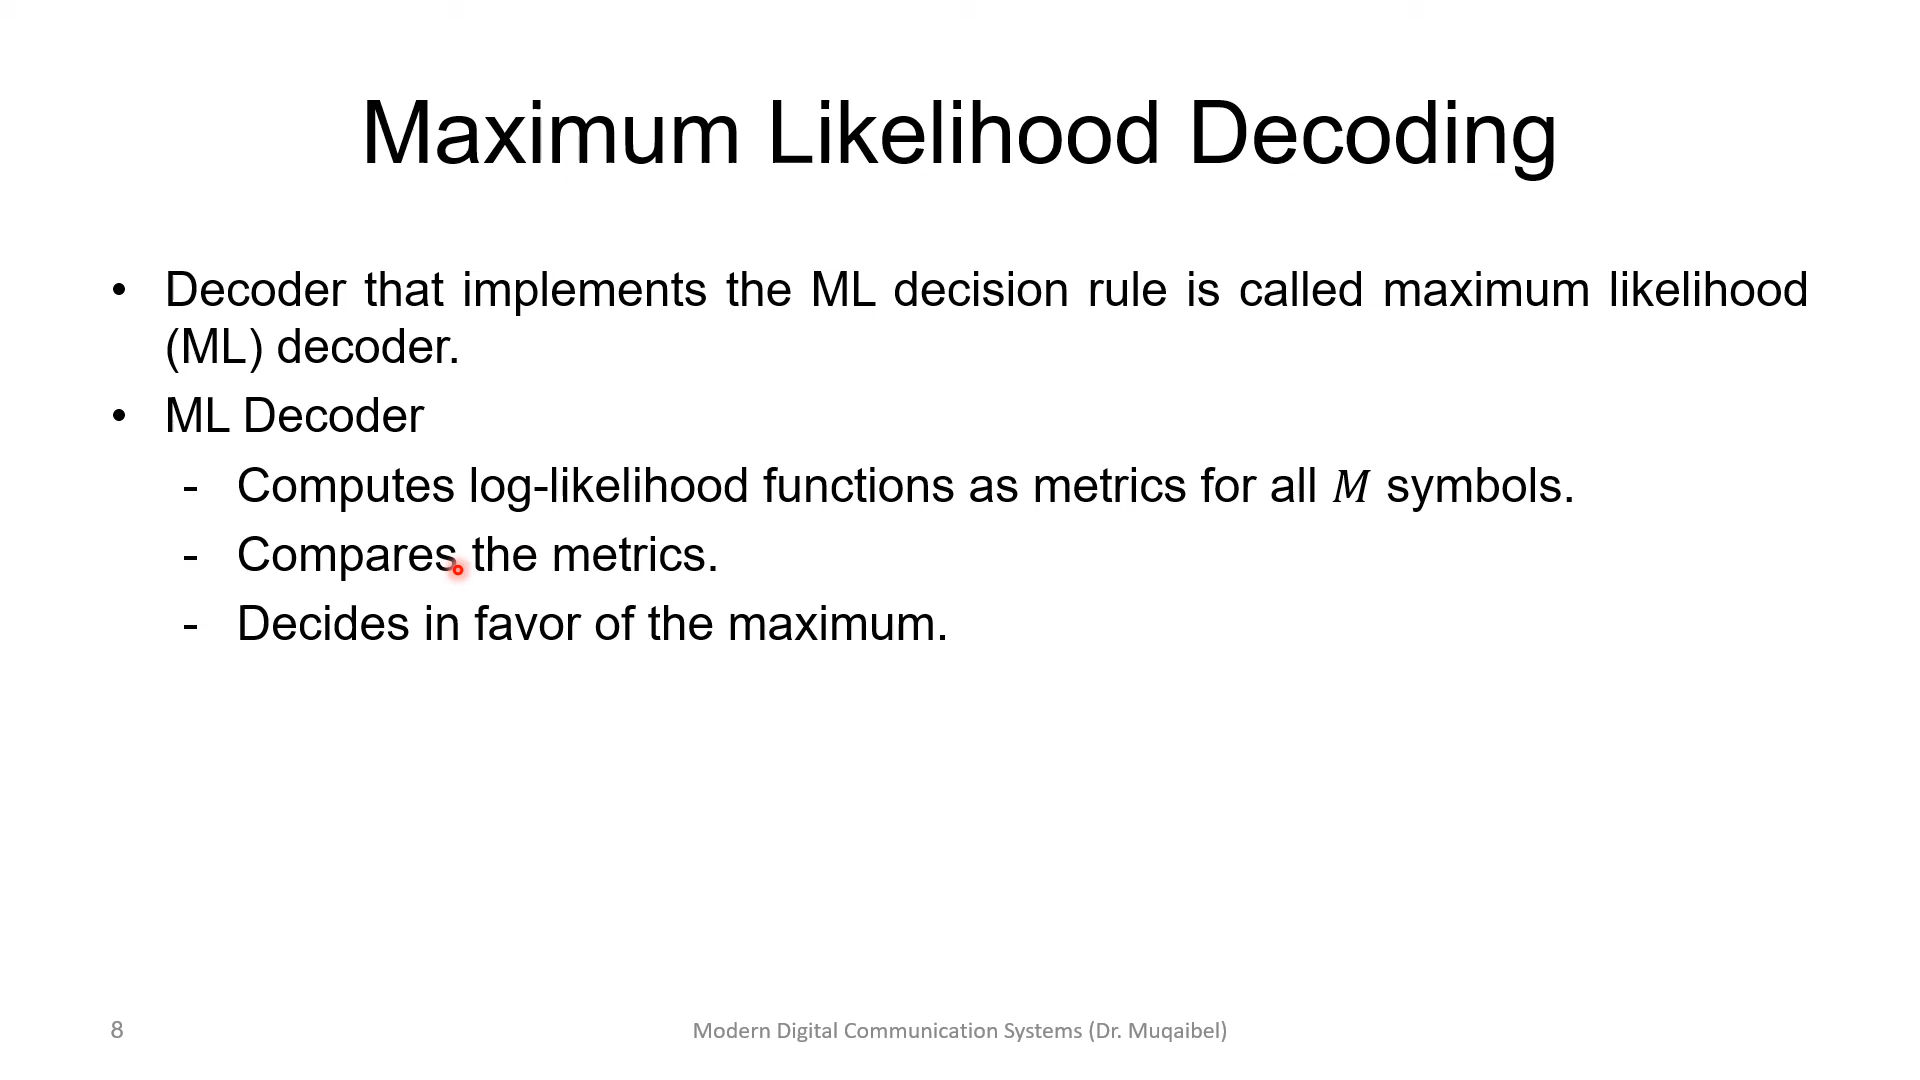 Maximum Likelihood Decoding
• Decoder that implements the ML decision rule is called maximum likelihood
(ML) decoder.
• ML Decoder
- Computes log-likelihood functions as metrics for all M symbols.
- Compares the metrics.
- Decides in favor of the maximum.
8 Modern Digital Communication Systems (Dr. Muqaibel)